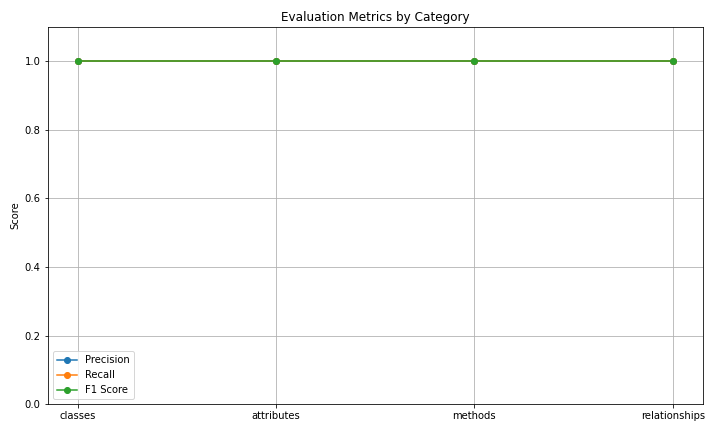 Evaluation Metrics by Category
Score
1.0
0.8
0.6
0.4
0.2
0.0
Precision
Recall
F1 Score
classes
attributes
methods
relationships